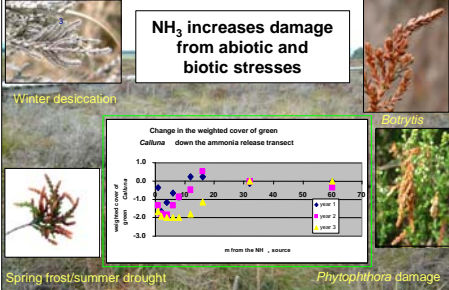 3
NH3 increases damage
from abiotic and
biotic stresses
Winter desiccation
Botrytis
Change in the weighted cover of green
Calluna down the ammonia release transect
weighted cover of
green Calluna
1.0
0.0
-1.0
-2.0
-3.0
0 10 20 30 40 50 60 70
year 1
year 2
year 3
m from the NH , source
Spring frost/summer drought
Phytophthora damage